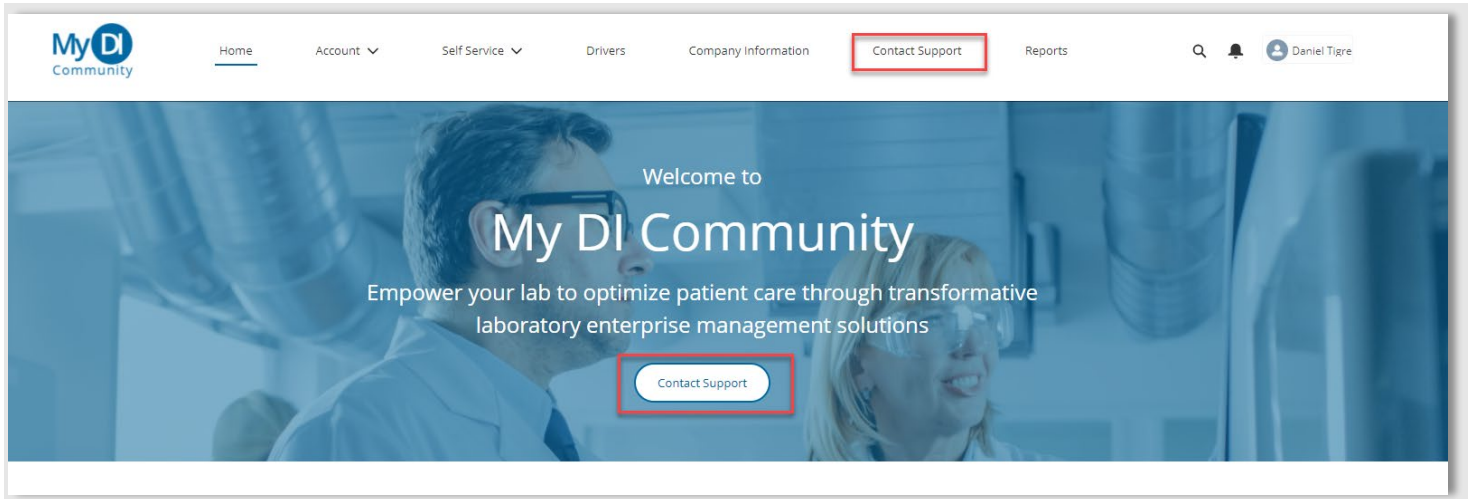 My DI
Community
Home Account Self Service Drivers Company Information Contact Support Reports Daniel Tigre
Welcome to
My DI Community
Empower your lab to optimize patient care through transformative
laboratory enterprise management solutions
Contact Support